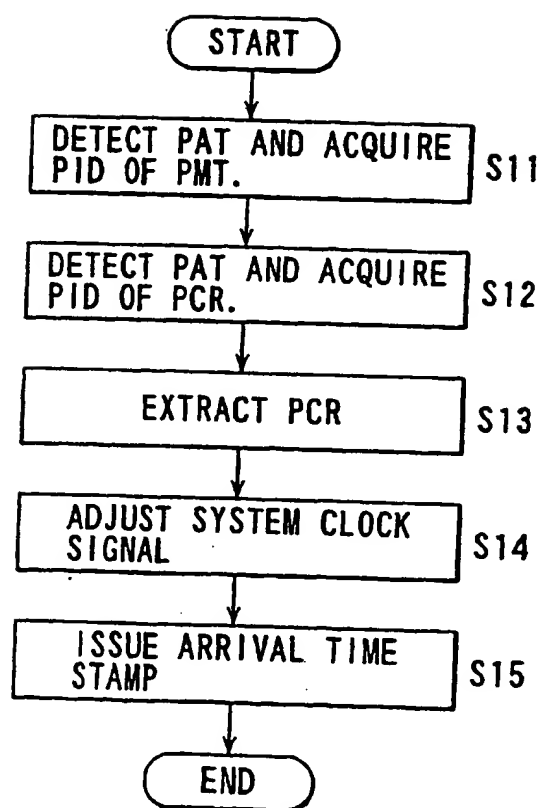 START
DETECT PAT AND ACQUIRE
PID OF PMT.
S11
DETECT PAT AND ACQUIRE
PID OF PCR.
S12
EXTRACT PCR
S13
ADJUST SYSTEM CLOCK
SIGNAL
S14
ISSUE ARRIVAL TIME
STAMP
S15
END